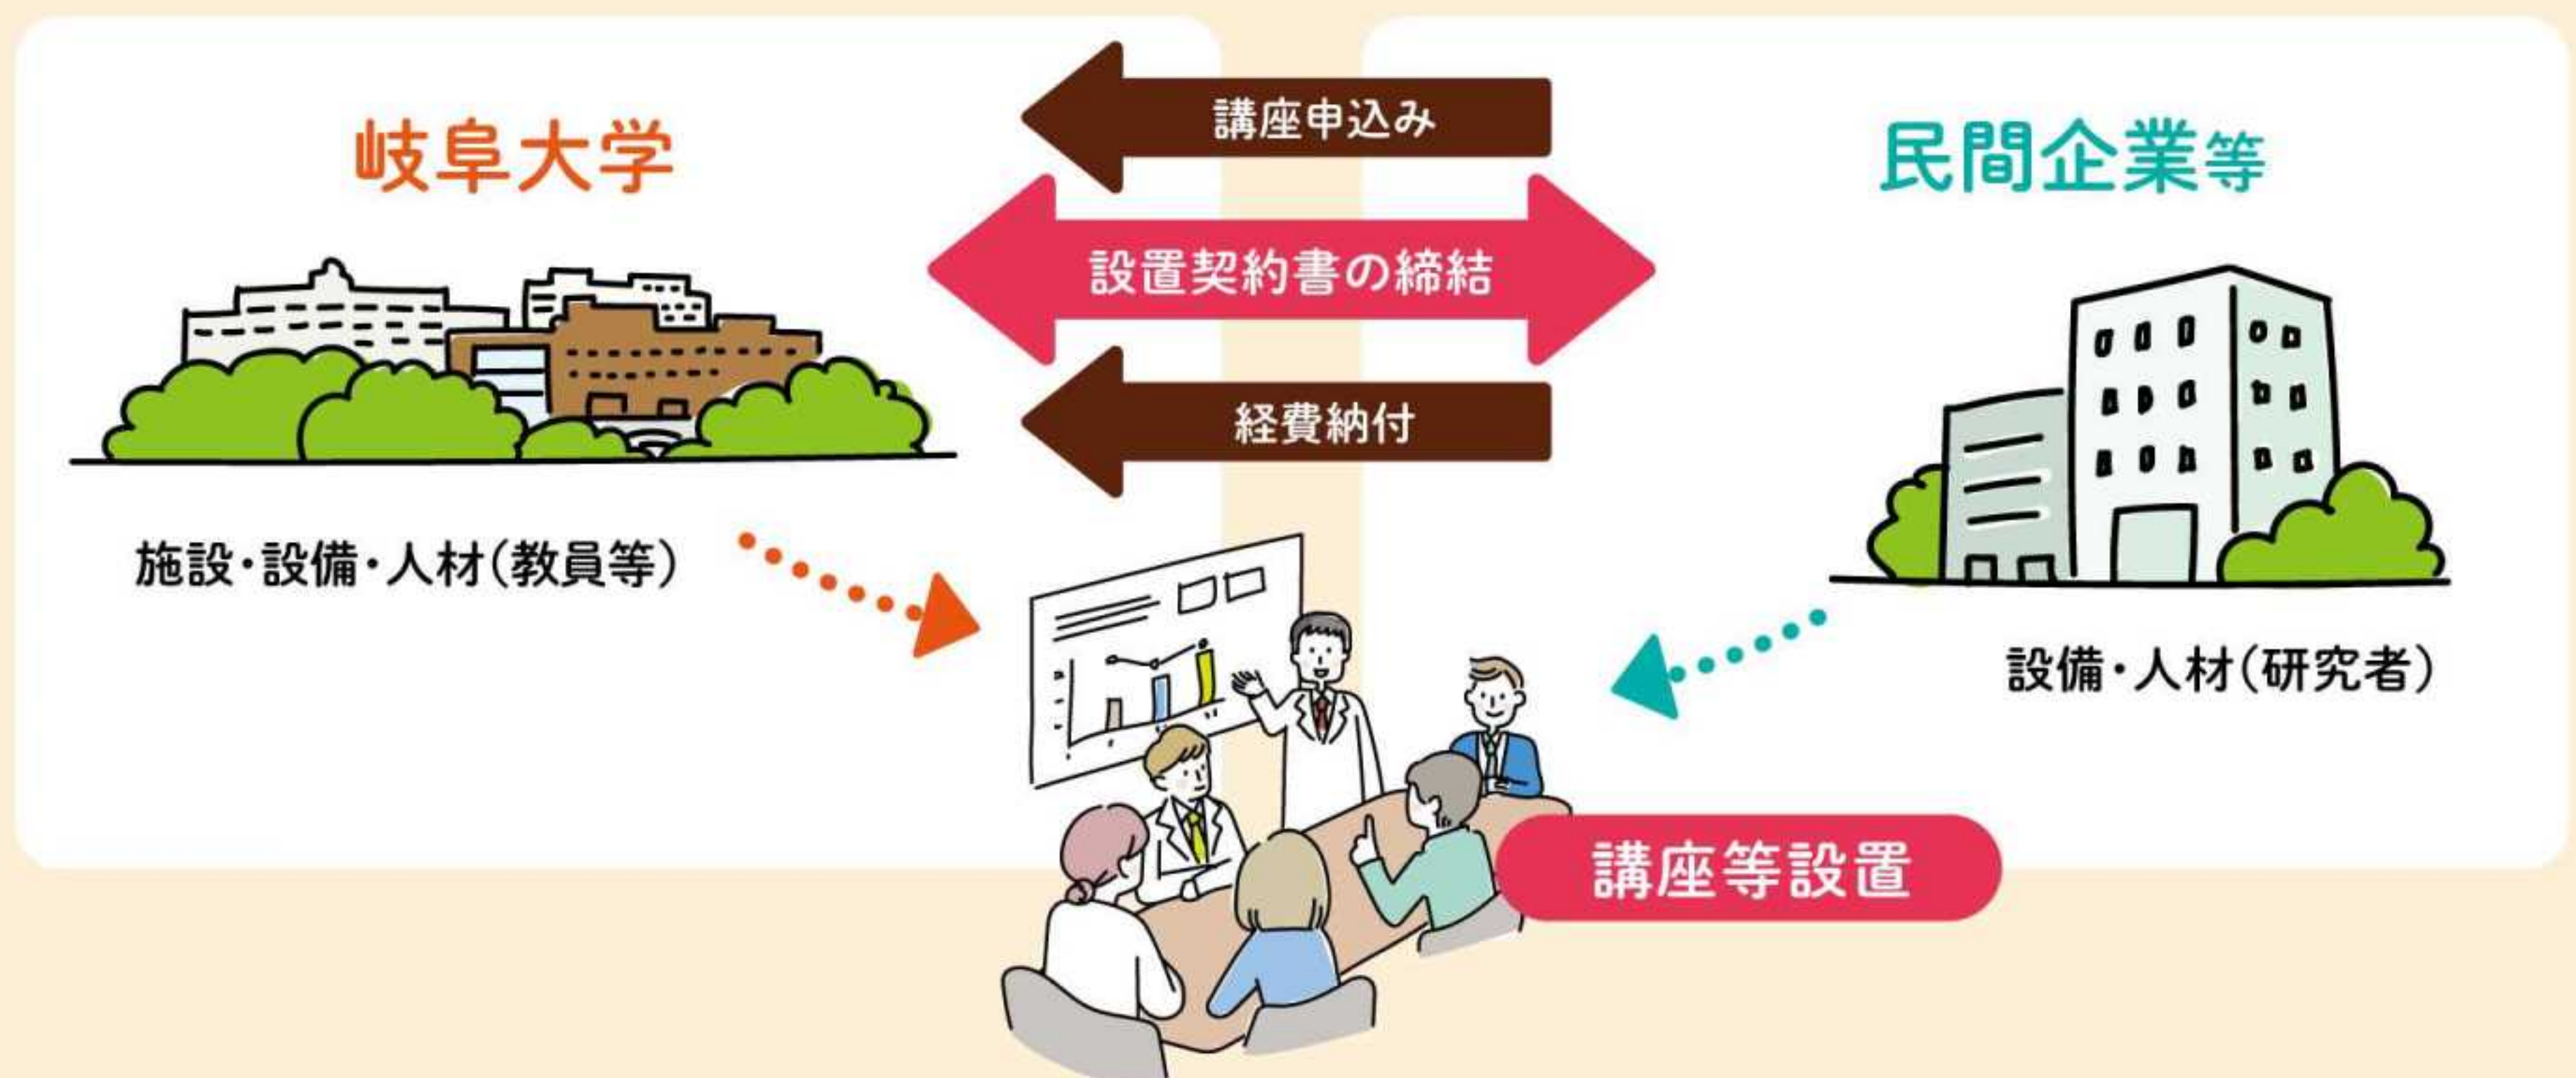 岐阜大学
講座申込み
民間企業等
設置契約書の締結
経費納付
施設・設備・人材(教員等)
設備・人材(研究者)
講座等設置